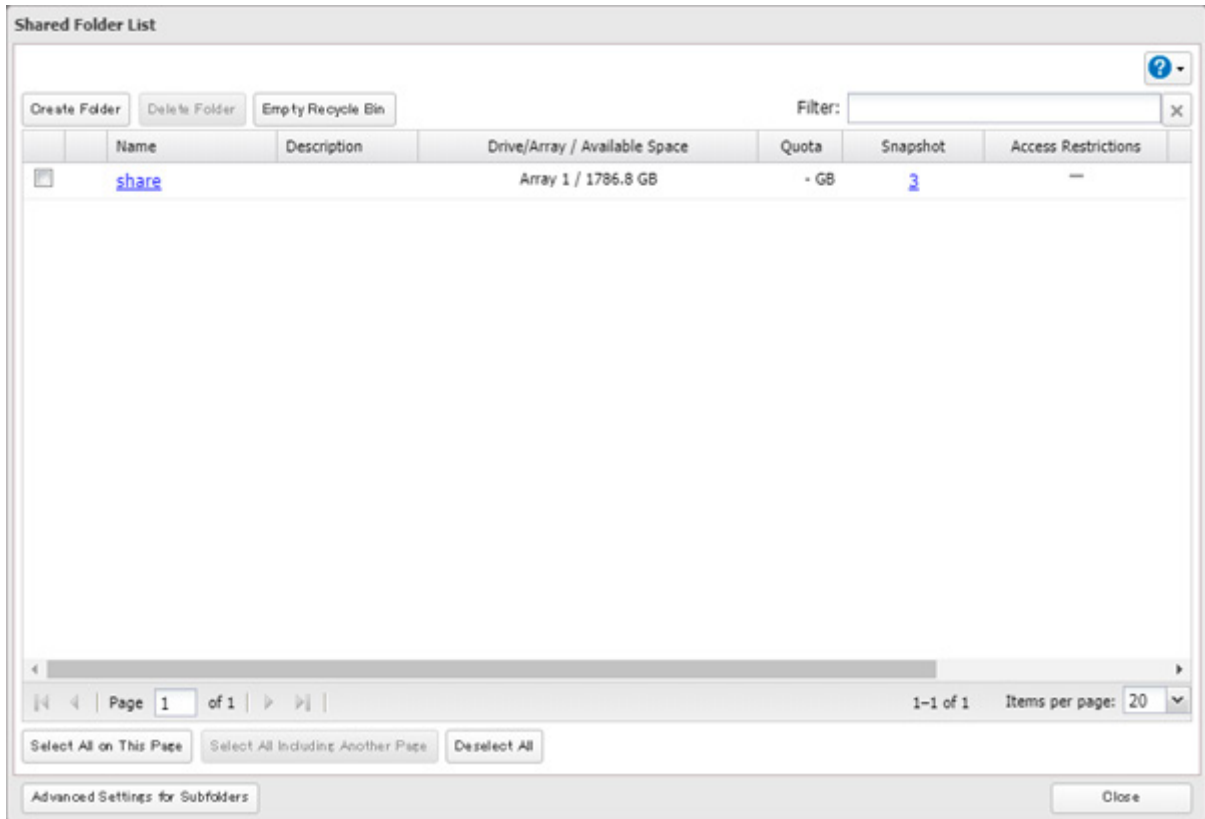 Shared Folder List
?
Create Folder Delete Folder Empty Recycle Bin Filter:
Name Description Drive/Array / Available Space Quota Snapshot Access Restrictions
share Array 1 / 1786.8 GB - GB 3 —
Page 1 of 1 1–1 of 1 Items per page: 20
Select All on This Page Select All Including Another Page Deselect All
Advanced Settings for Subfolders Close